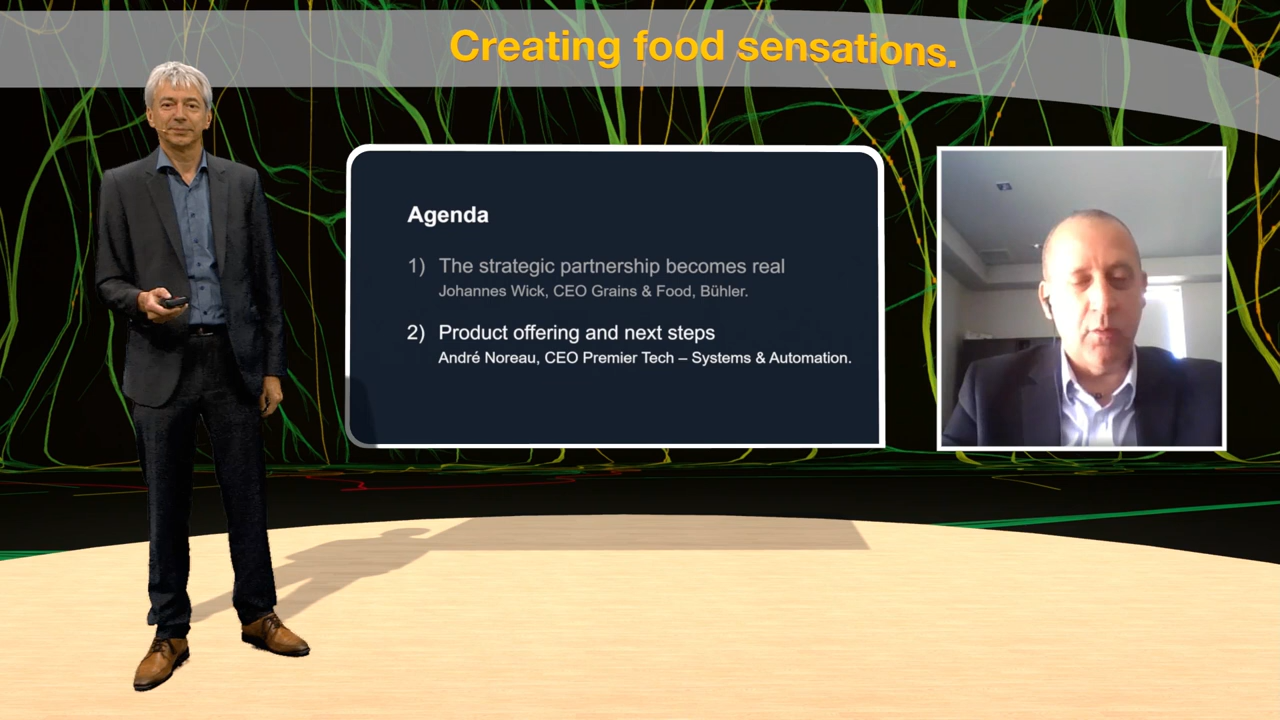 Creating food sensations.
Agenda
1) The strategic partnership becomes real
Johannes Wick, CEO Grains & Food, Bühler.
2) Product offering and next steps
André Noreau, CEO Premier Tech – Systems & Automation.